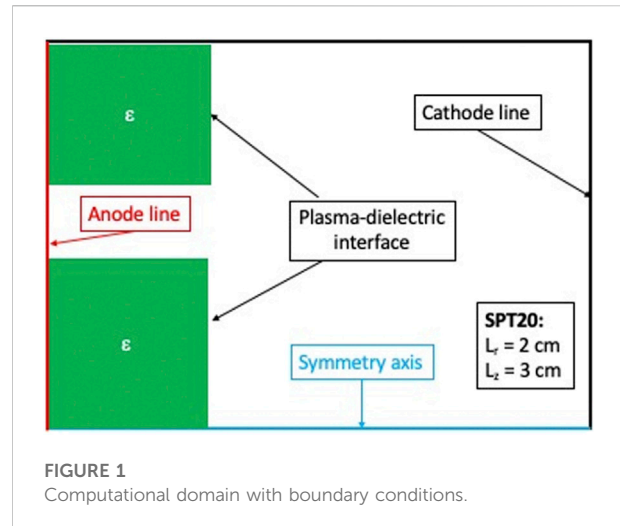 ε
Cathode line
Anode line
Plasma-dielectric
interface
ε
Symmetry axis
SPT20:
Lr = 2 cm
Lz = 3 cm
FIGURE 1
Computational domain with boundary conditions.